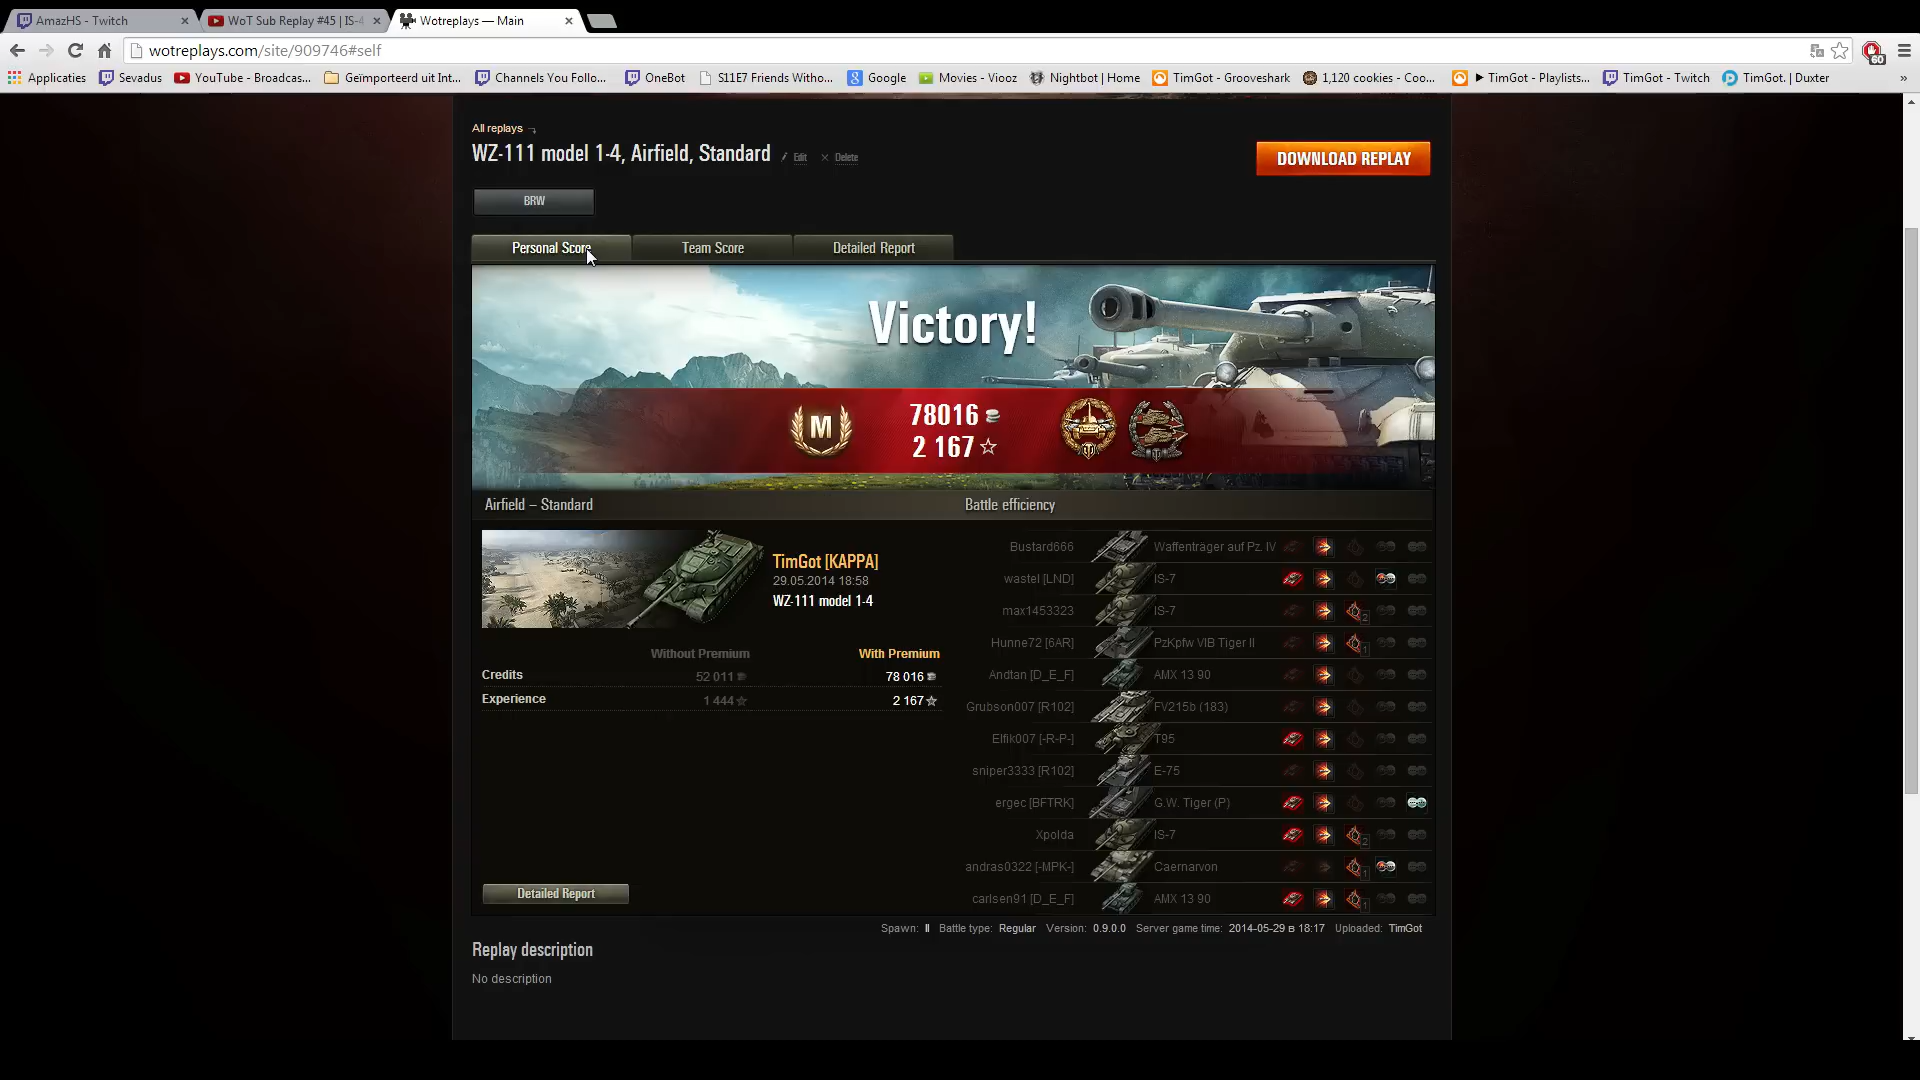 AmazHS - Twitch
WoT Sub Replay #45 | IS-4
Wotreplays — Main
wotreplays.com/site/909746#self
60
Applicaties
Sevadus
YouTube - Broadcas...
Geïmporteerd uit Int...
Channels You Follo...
OneBot
S11E7 Friends Witho...
Google
Movies - Viooz
Nightbot | Home
TimGot - Grooveshark
1,120 cookies - Coo...
▶ TimGot - Playlists...
TimGot - Twitch
TimGot. | Duxter
»
All replays
WZ-111 model 1-4, Airfield, Standard
Edit
Delete
DOWNLOAD REPLAY
BRW
Personal Score
Team Score
Detailed Report
Victory!
M
78016
2 167
Airfield – Standard
Battle efficiency
TimGot [KAPPA]
29.05.2014 18:58
WZ-111 model 1-4
Without Premium
With Premium
Credits
52 011
78 016
Experience
1 444
2 167
Bustard666 Waffenträger auf Pz. IV
wastel [LND] IS-7
max1453323 IS-7 2
Hunne72 [6AR] PzKpfw VIB Tiger II 1
Andtan [D_E_F] AMX 13 90
Grubson007 [R102] FV215b (183)
Elfik007 [-R-P-] T95
sniper3333 [R102] E-75
ergec [BFTRK] G.W. Tiger (P)
Xpolda IS-7 2
andras0322 [-MPK-] Caernarvon 1
carlsen91 [D_E_F] AMX 13 90 1
Detailed Report
Spawn: II Battle type: Regular Version: 0.9.0.0 Server game time: 2014-05-29 в 18:17 Uploaded: TimGot
Replay description
No description